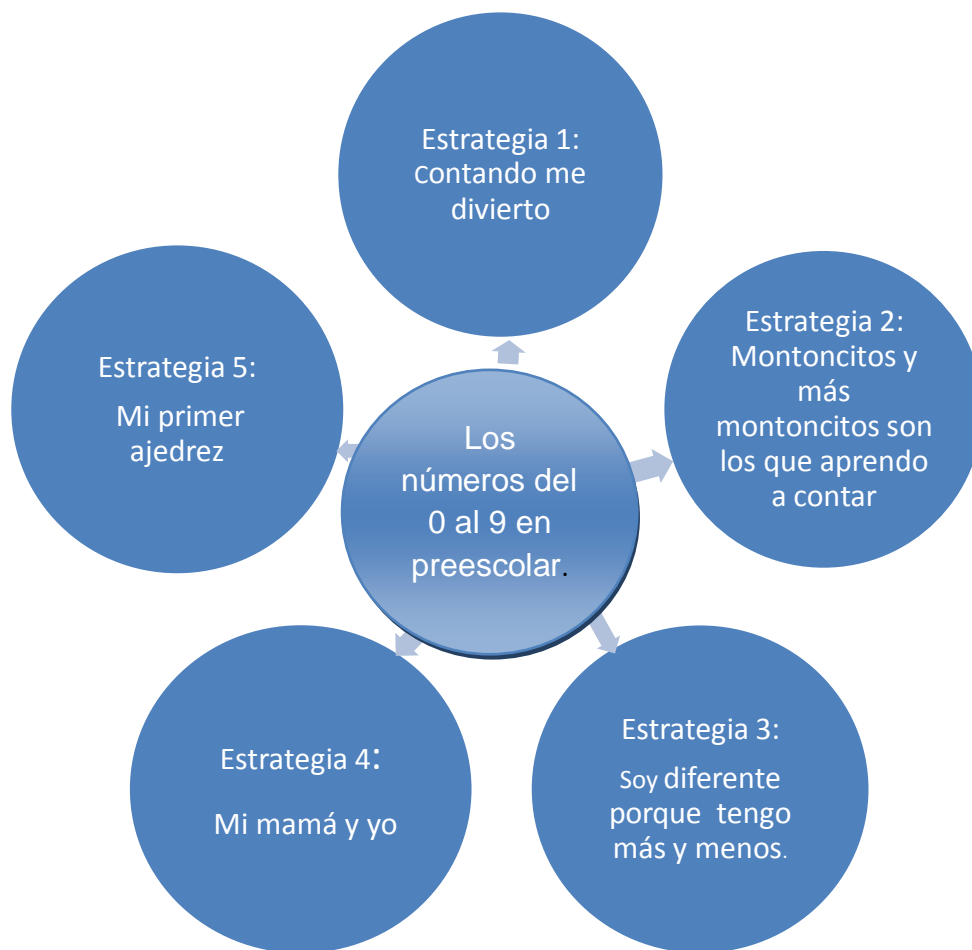 Estrategia 1:
Contando me
divierto
Estrategia 2:
Montoncitos y
más
montoncitos son
los que aprendo
a contar
Estrategia 3:
Soy diferente
porque tengo
más y menos.
Estrategia 4:
Mi mamá y yo
Estrategia 5:
Mi primer
ajedrez
Los
números del
0 al 9 en
preescolar.